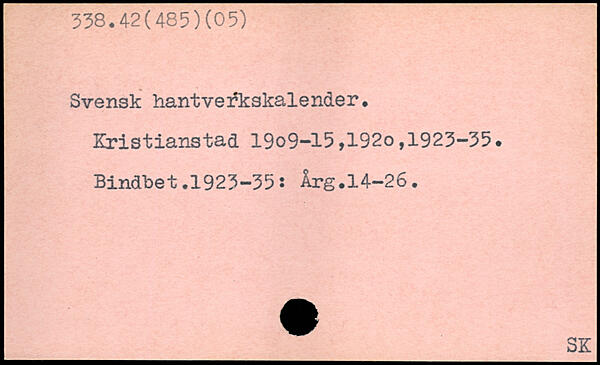 338.42(485)(05)
Svensk hantverkskalender.
Kristianstad 19o9-15,192o,1923-35.
Bindbet.1923-35: Årg.14-26.
SK